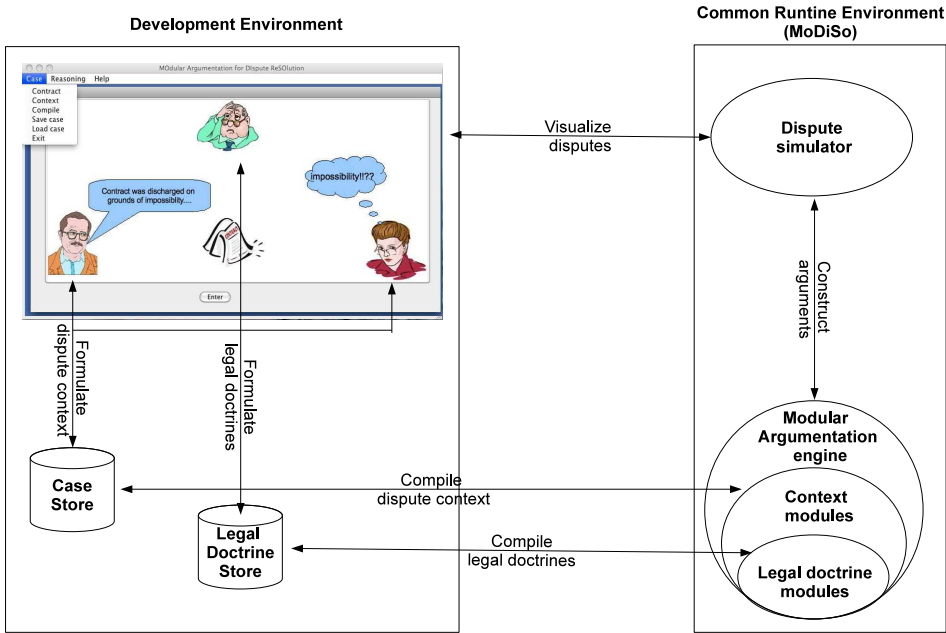 Development Environment
Common Runtime Environment
(MoDiSo)
MOdular Argumentation for DIspute ReSOlution
Case Reasoning Help
Contract
Context
Compile
Save case
Load case
Exit
Contract was discharged on
grounds of impossiblity....
impossibility!!??
CONTRACT
Enter
Visualize
disputes
Dispute
simulator
Construct
arguments
Formulate
dispute context
Formulate
legal doctrines
Modular
Argumentation
engine
Case
Store
Compile
dispute context
Context
modules
Legal
Doctrine
Store
Compile
legal doctrines
Legal doctrine
modules